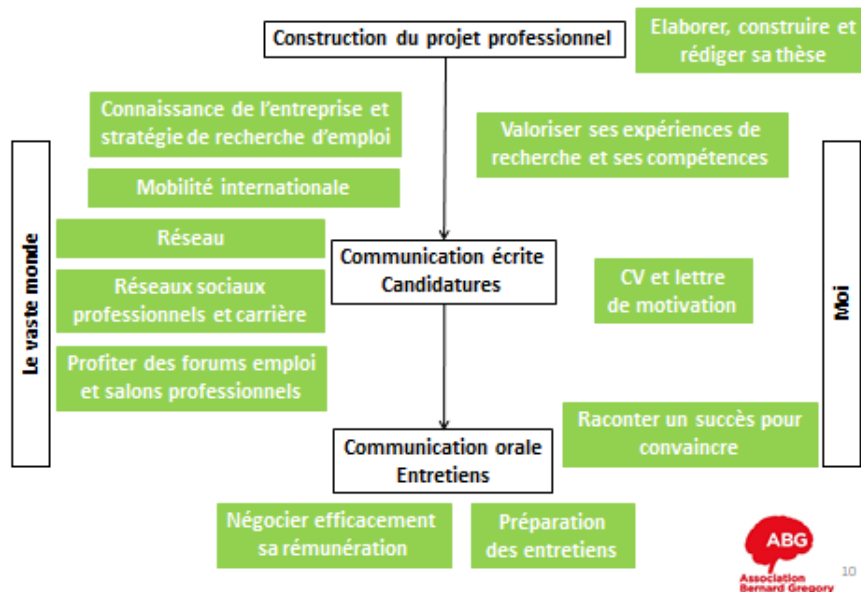 Construction du projet professionnel
Elaborer, construire et
rédiger sa thèse
Connaissance de l'entreprise et
stratégie de recherche d'emploi
Valoriser ses expériences de
recherche et ses compétences
Mobilité internationale
Le vaste monde
Réseau
Communication écrite
Candidatures
Réseaux sociaux
professionnels et carrière
CV et lettre
de motivation
Moi
Profiter des forums emploi
et salons professionnels
Raconter un succès pour
convaincre
Communication orale
Entretiens
Négocier efficacement
sa rémunération
Préparation
des entretiens
ABG
Association
Bernard Gregory
10